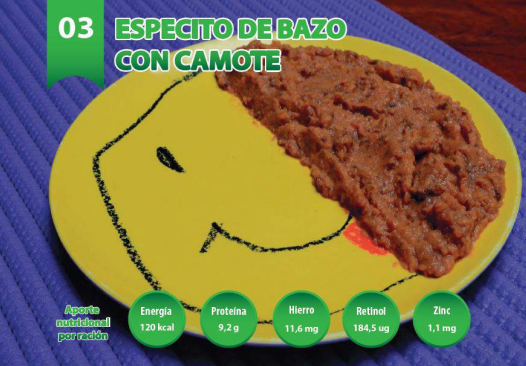 03
ESPECITO DE BAZO
CON CAMOTE
Aporte
nutricional
por ración
Energía
120 kcal
Proteína
9,2 g
Hierro
11,6 mg
Retinol
184,5 ug
Zinc
1,1 mg